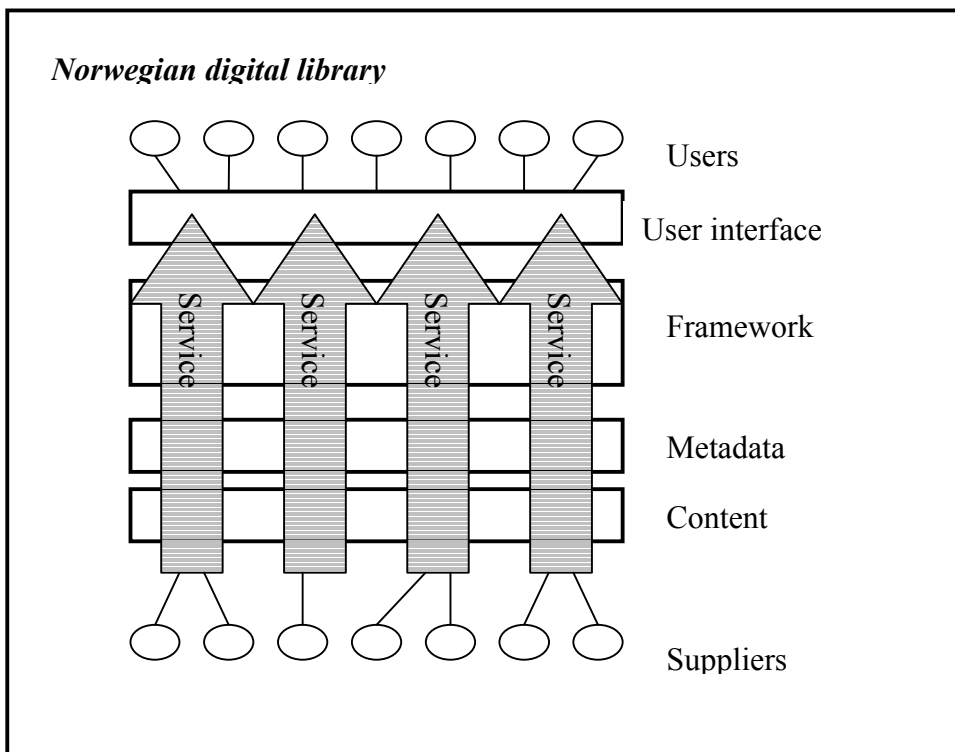 Norwegian digital library
Users
User interface
Service
Service
Service
Service
Framework
Metadata
Content
Suppliers